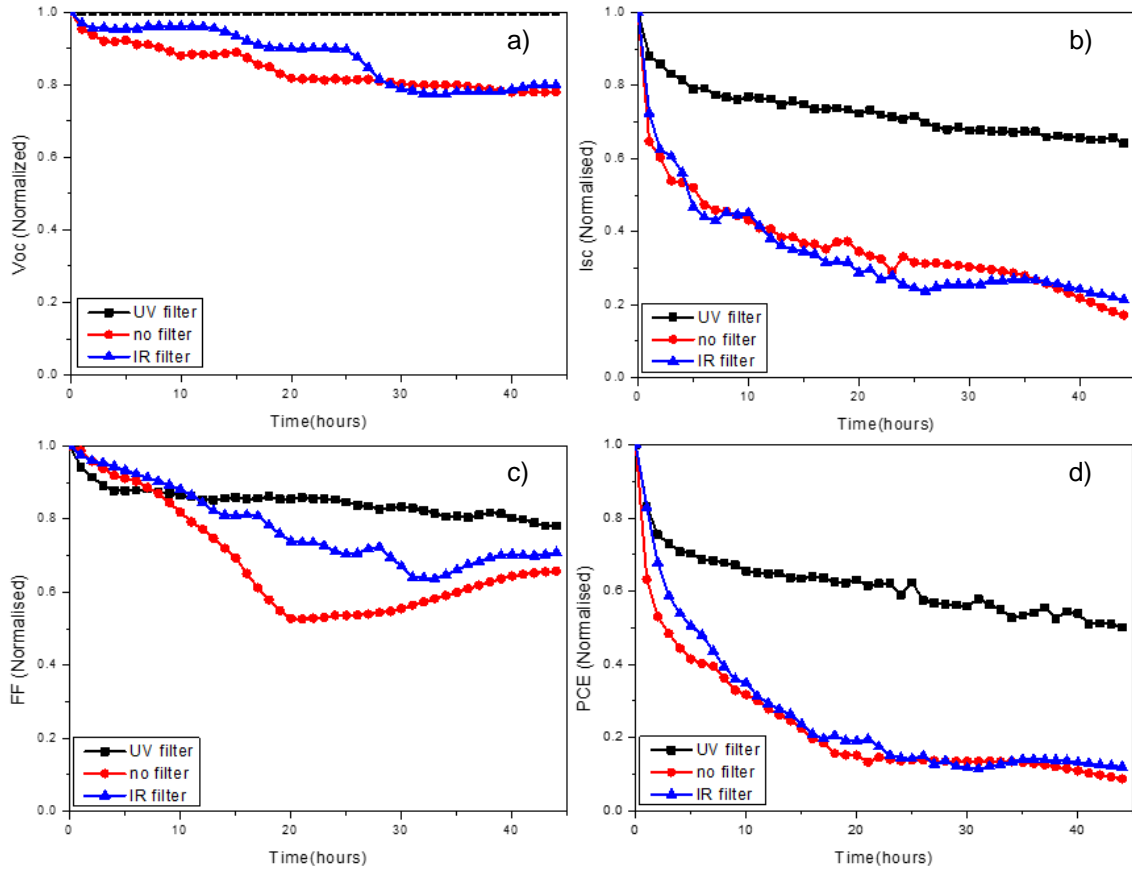 a)
Voc (Normalized)
1.0
0.8
0.6
0.4
0.2
0.0
UV filter
no filter
IR filter
0 10 20 30 40
Time(hours)
b)
Isc (Normalised)
1.0
0.8
0.6
0.4
0.2
0.0
UV filter
no filter
IR filter
0 10 20 30 40
Time(hours)
c)
FF (Normalised)
1.0
0.8
0.6
0.4
0.2
0.0
UV filter
no filter
IR filter
0 10 20 30 40
Time(hours)
d)
PCE (Normalised)
1.0
0.8
0.6
0.4
0.2
0.0
UV filter
no filter
IR filter
0 10 20 30 40
Time(hours)